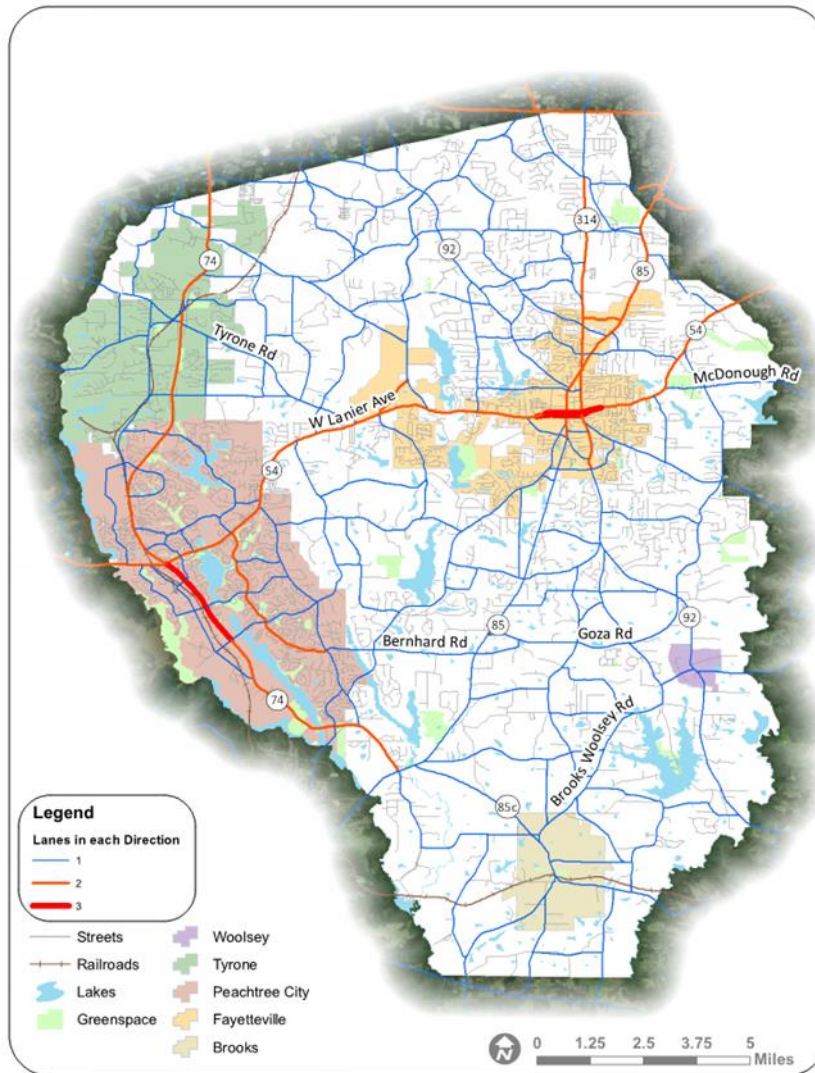 314
92
74
85
54
Tyrone Rd
McDonough Rd
W Lanier Ave
54
Bernhard Rd
85
Goza Rd
92
74
Brooks Woolsey Rd
85c
Legend
Lanes in each Direction
1
2
3
Streets
Railroads
Lakes
Greenspace
Woolsey
Tyrone
Peachtree City
Fayetteville
Brooks
N
0 1.25 2.5 3.75 5
Miles